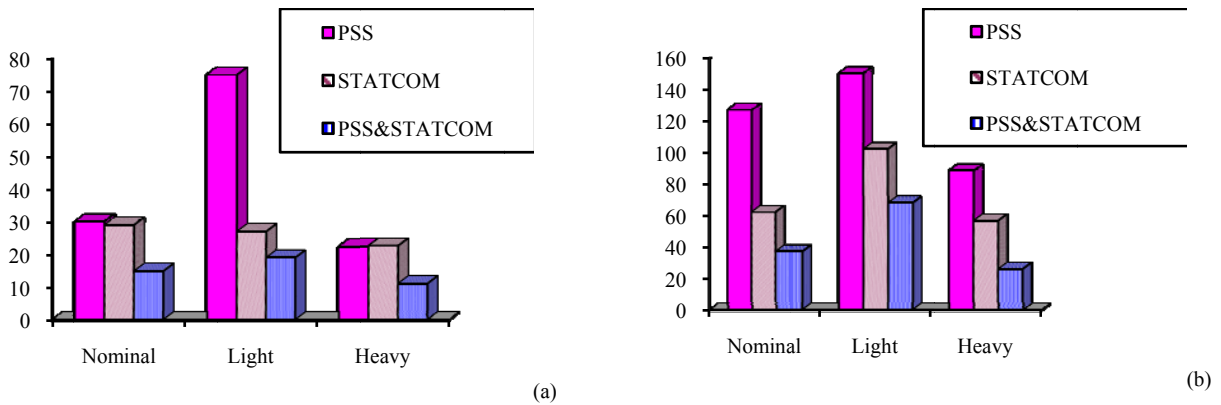 PSS
STATCOM
PSS&STATCOM
80
70
60
50
40
30
20
10
0
Nominal Light Heavy
(a)
PSS
STATCOM
PSS&STATCOM
160
140
120
100
80
60
40
20
0
Nominal Light Heavy
(b)